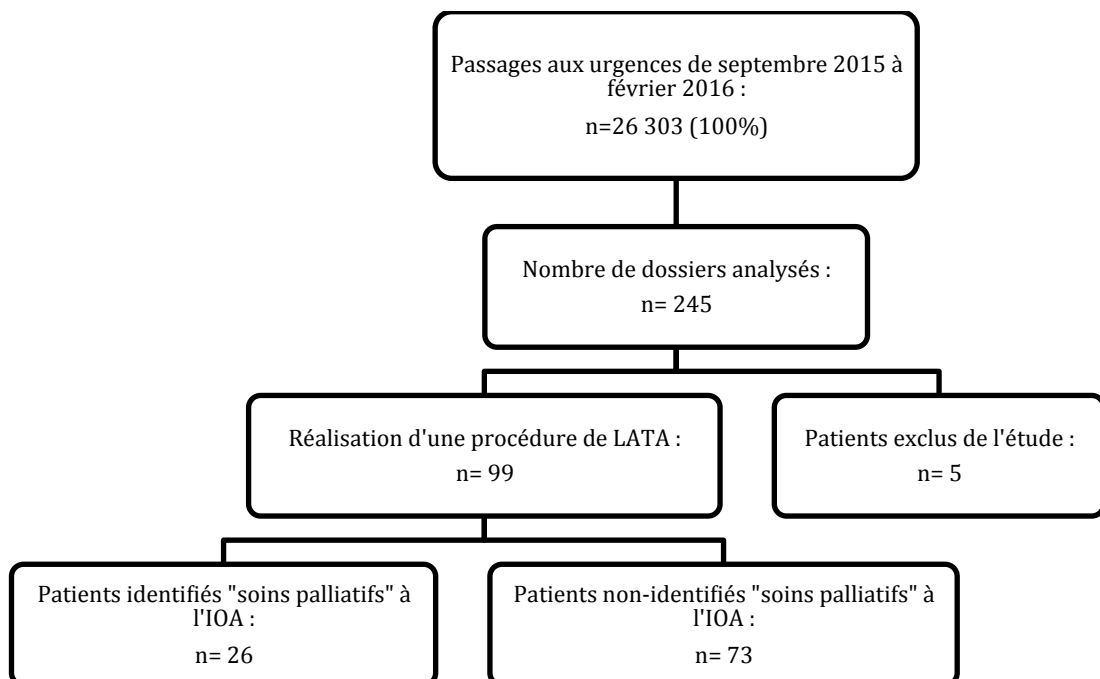 Passages aux urgences de septembre 2015 à
février 2016 :
n=26 303 (100%)
Nombre de dossiers analysés :
n= 245
Réalisation d'une procédure de LATA :
n= 99
Patients exclus de l'étude :
n= 5
Patients identifiés "soins palliatifs" à
l'IOA :
n= 26
Patients non-identifiés "soins palliatifs" à
l'IOA :
n= 73